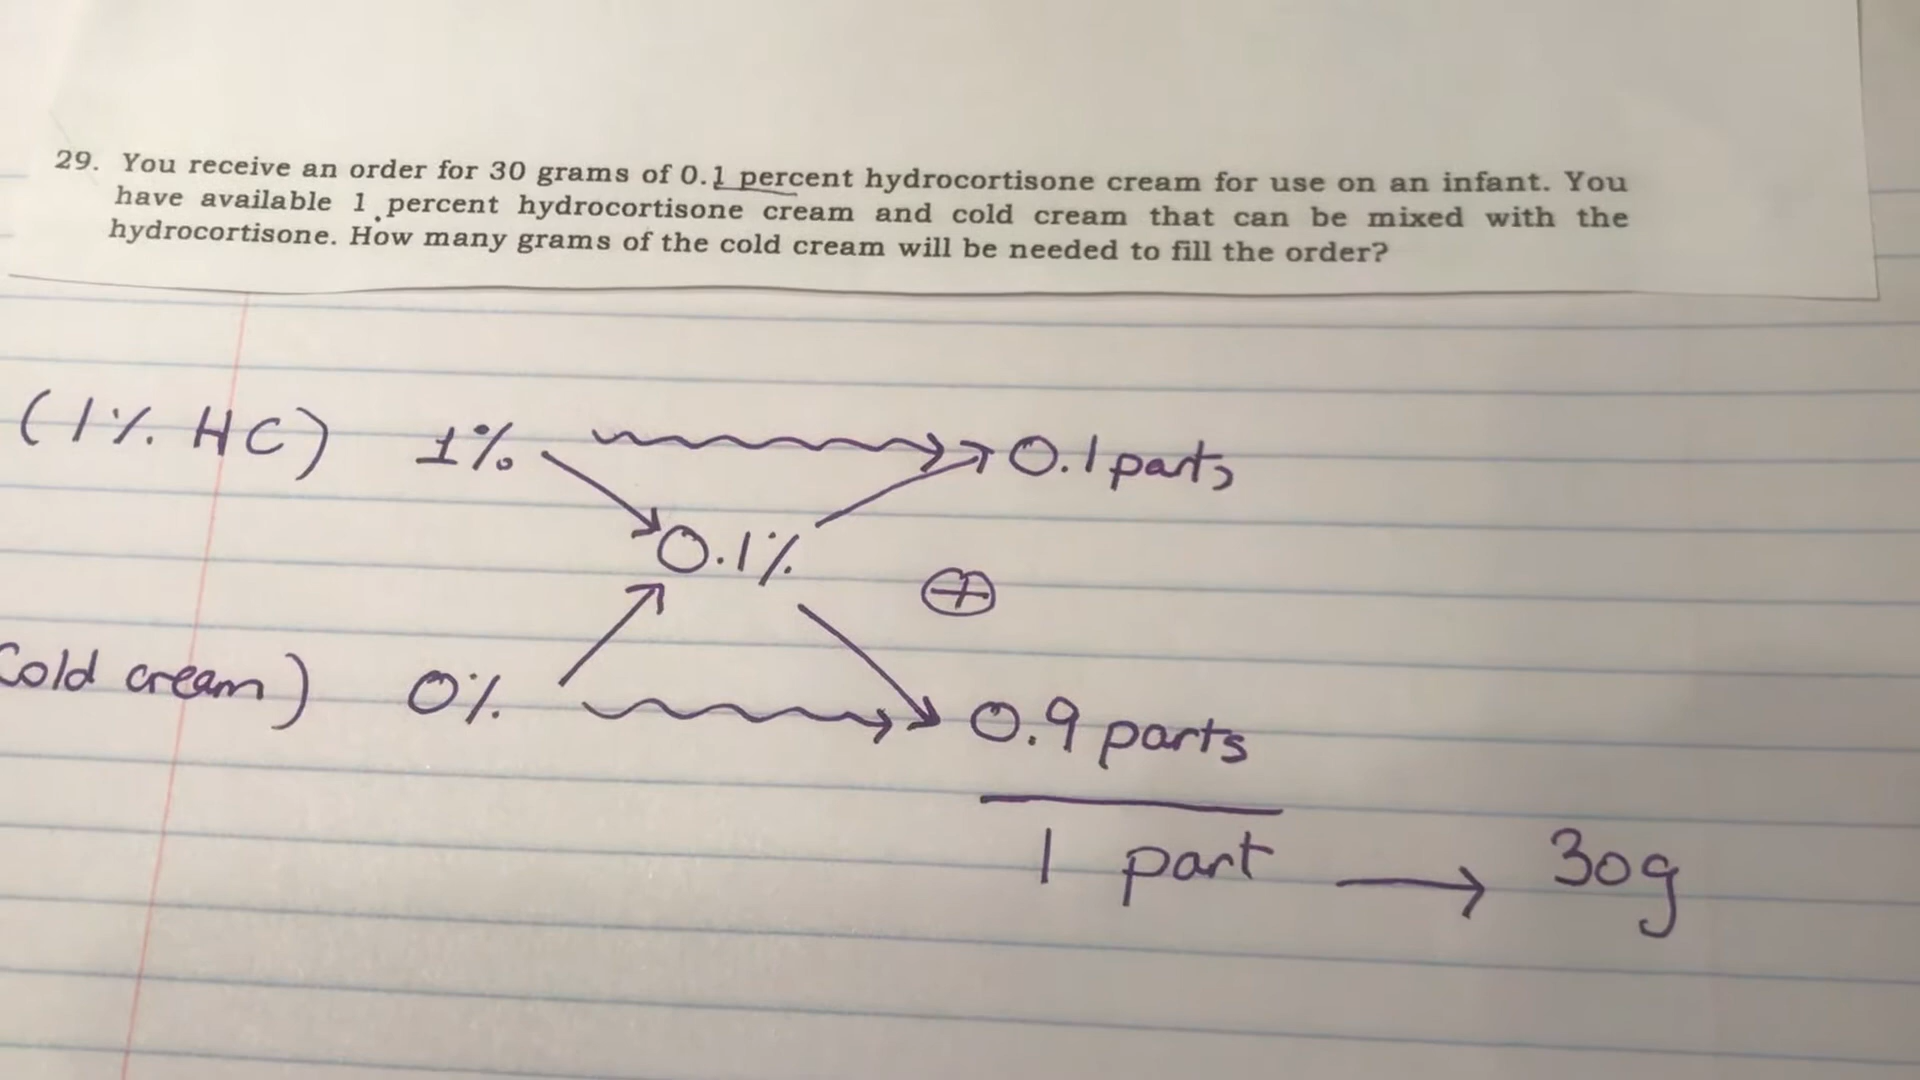 29. You receive an order for 30 grams of 0.1 percent hydrocortisone cream for use on an infant. You
have available 1 percent hydrocortisone cream and cold cream that can be mixed with the
hydrocortisone. How many grams of the cold cream will be needed to fill the order?
(1% HC) 1% 0.1 parts
0.1% +
Cold cream) 0% 0.9 parts
1 part → 30g